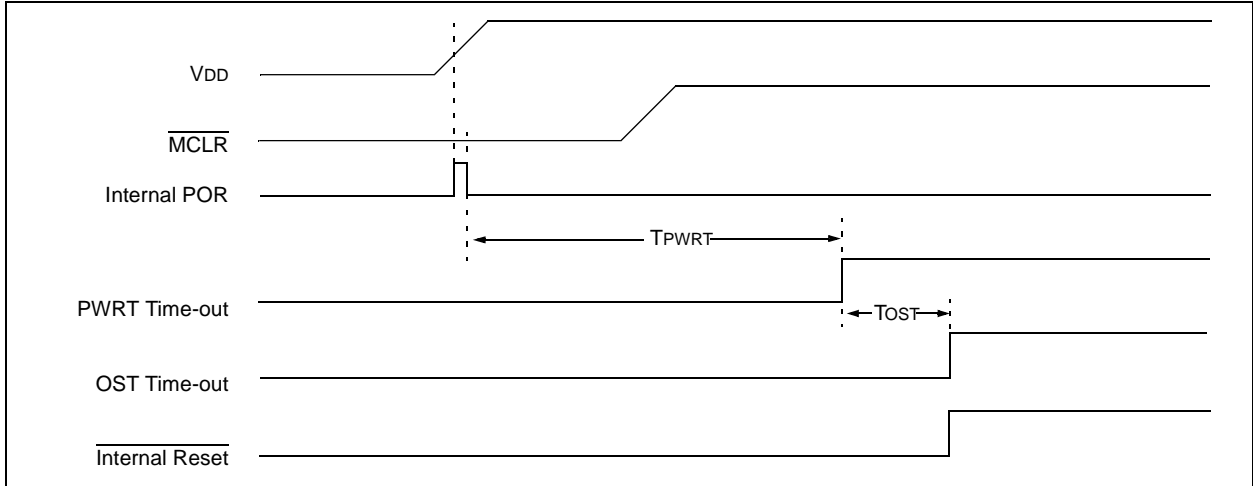 VDD
MCLR
Internal POR
TPWRT
PWRT Time-out
TOST
OST Time-out
Internal Reset